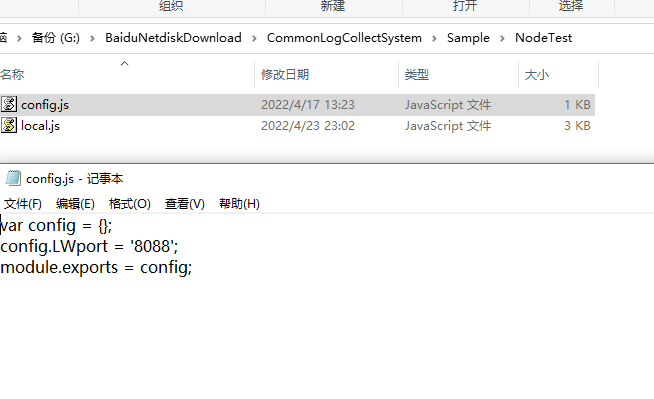 组织 新建 打开 选择
脑 › 备份 (G:) › BaiduNetdiskDownload › CommonLogCollectSystem › Sample › NodeTest
名称 修改日期 类型 大小
config.js 2022/4/17 13:23 JavaScript 文件 1 KB
local.js 2022/4/23 23:02 JavaScript 文件 3 KB
config.js - 记事本
文件(F) 编辑(E) 格式(O) 查看(V) 帮助(H)
var config = {};
config.LWport = '8088';
module.exports = config;